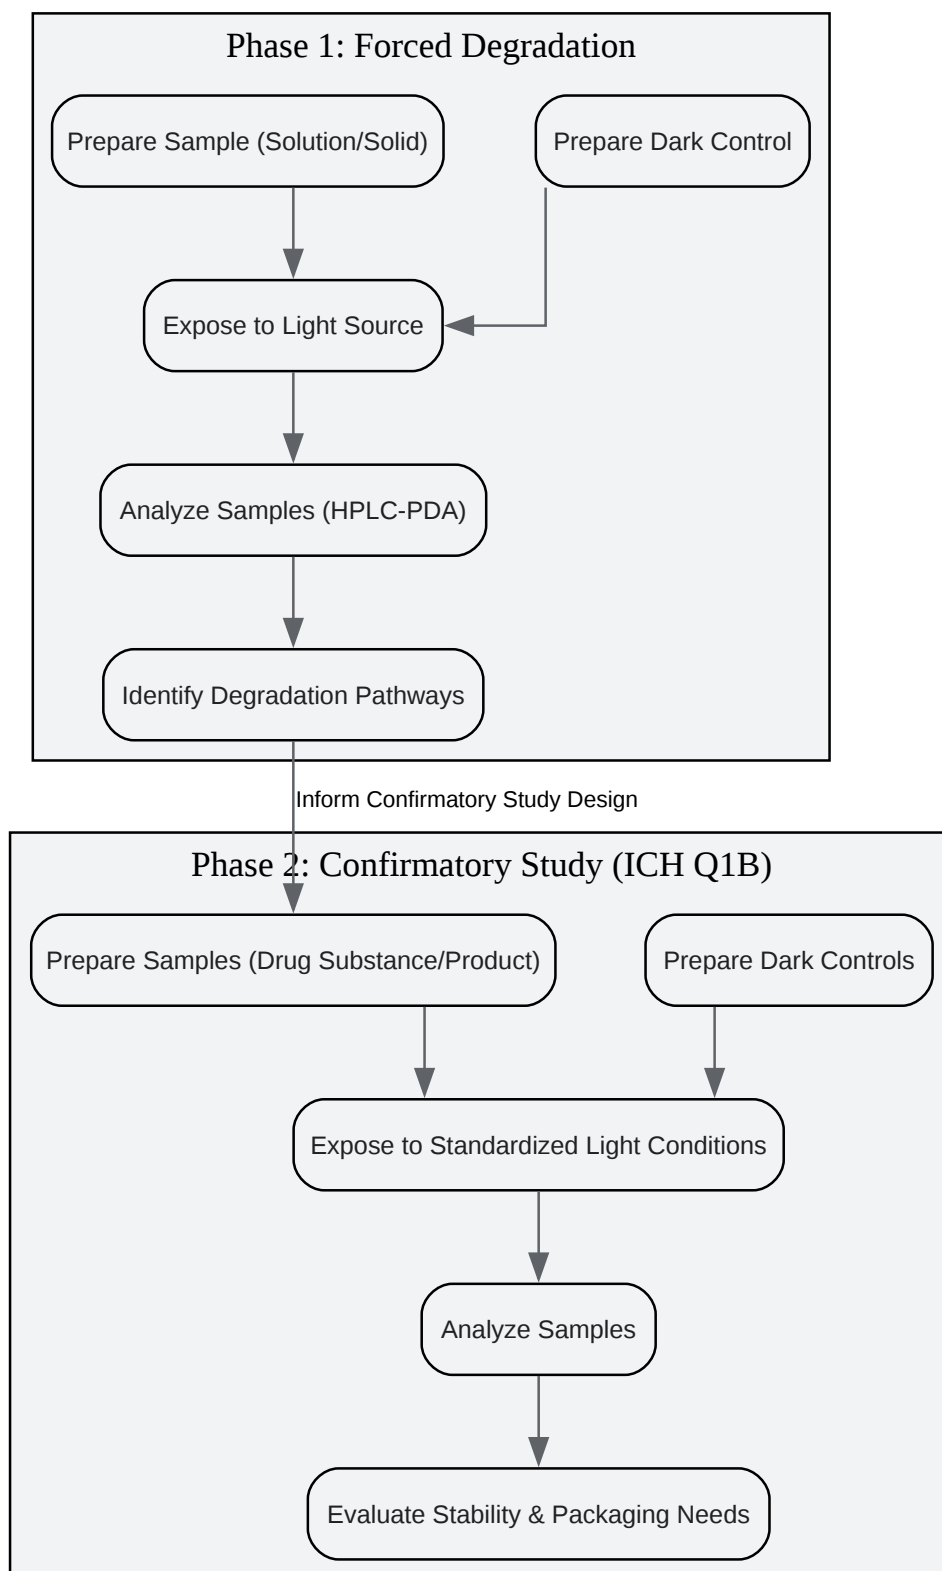 Phase 1: Forced Degradation
Prepare Sample (Solution/Solid)
Prepare Dark Control
Expose to Light Source
Analyze Samples (HPLC-PDA)
Identify Degradation Pathways
Inform Confirmatory Study Design
Phase 2: Confirmatory Study (ICH Q1B)
Prepare Samples (Drug Substance/Product)
Prepare Dark Controls
Expose to Standardized Light Conditions
Analyze Samples
Evaluate Stability & Packaging Needs